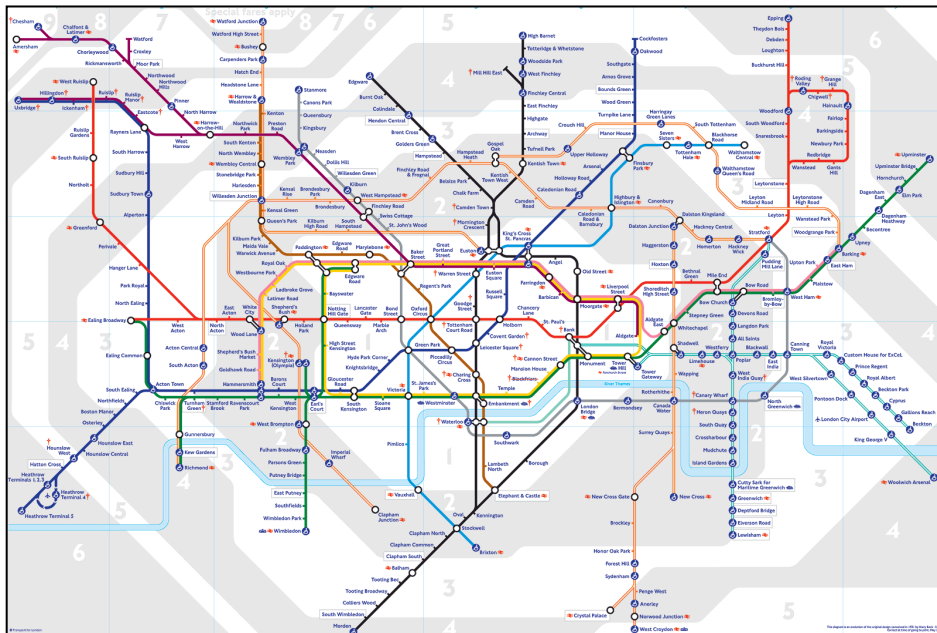 Special fares apply
9
8
7
8
7
6
5
6
Chesham
Chalfont &
Latimer
Watford
Croxley
Amersham
Chorleywood
Moor Park
Rickmansworth
Northwood
Northwood
Hills
Pinner
North Harrow
Harrow-
on-the-Hill
Northwick
Park
Preston
Road
Wembley
Park
West Ruislip
Hillingdon
Ruislip
Ruislip
Manor
Uxbridge
Ickenham
Eastcote
Rayners Lane
West
Harrow
Ruislip
Gardens
South Ruislip
Northolt
Greenford
Perivale
Hanger Lane
South Harrow
Sudbury Hill
Sudbury Town
Alperton
Park Royal
North Ealing
Ealing Broadway
Ealing Common
South Ealing
Northfields
Boston Manor
Osterley
Hounslow East
Hounslow Central
Hounslow
West
Hatton Cross
Heathrow
Terminals 1, 2, 3
Heathrow
Terminal 4
Heathrow Terminal 5
Watford Junction
Watford High Street
Bushey
Carpenders Park
Hatch End
Headstone Lane
Harrow &
Wealdstone
Kenton
South Kenton
North Wembley
Wembley Central
Stonebridge Park
Harlesden
Willesden Junction
Kensal Green
Queen's Park
Kilburn Park
Maida Vale
Warwick Avenue
Stanmore
Canons Park
Queensbury
Kingsbury
Neasden
Dollis Hill
Willesden Green
Kilburn
West Hampstead
Finchley Road
Swiss Cottage
St. John's Wood
Kensal
Rise
Brondesbury
Park
Brondesbury
Kilburn
High Road
South
Hampstead
Finchley Road
& Frognal
Edgware
Burnt Oak
Colindale
Hendon Central
Brent Cross
Golders Green
Hampstead
Hampstead
Heath
Belsize Park
Chalk Farm
Camden Town
Mornington
Crescent
Euston
High Barnet
Totteridge & Whetstone
Woodside Park
West Finchley
Mill Hill East
Finchley Central
East Finchley
Highgate
Archway
Tufnell Park
Gospel
Oak
Kentish Town
Kentish Town
West
Camden
Road
Crouch Hill
Upper Holloway
Cockfosters
Oakwood
Southgate
Arnos Grove
Bounds Green
Wood Green
Turnpike Lane
Manor House
Harringay
Green Lanes
South Tottenham
Seven
Sisters
Tottenham
Hale
Blackhorse
Road
Walthamstow
Central
Walthamstow
Queen's Road
Finsbury
Park
Arsenal
Holloway Road
Caledonian Road
Caledonian
Road &
Barnsbury
Highbury &
Islington
Canonbury
King's Cross
St. Pancras
Epping
Theydon Bois
Debden
Loughton
Buckhurst Hill
Roding
Valley
Grange
Hill
Chigwell
Hainault
Woodford
South Woodford
Snaresbrook
Fairlop
Barkingside
Newbury Park
Redbridge
Wanstead
Gants
Hill
Leytonstone
Leyton
Midland Road
Leytonstone
High Road
Leyton
Wanstead Park
Woodgrange Park
Upminster
Upminster Bridge
Hornchurch
Elm Park
Dagenham
East
Dagenham
Heathway
Becontree
Upney
Barking
East Ham
Upton Park
Plaistow
West Ham
Dalston Junction
Dalston Kingsland
Haggerston
Hoxton
Shoreditch
High Street
Hackney
Central
Homerton
Hackney
Wick
Stratford
Pudding
Mill Lane
Bethnal
Green
Mile End
Bow Road
Bow Church
Bromley-
by-Bow
Stepney Green
Whitechapel
Devons Road
Langdon Park
All Saints
Poplar
Blackwall
East
India
Canning
Town
Westferry
Limehouse
Shadwell
Wapping
Paddington
Edgware
Road
Marylebone
Baker
Street
Great
Portland
Street
Warren Street
Euston
Square
Regent's Park
Royal Oak
Westbourne Park
Ladbroke Grove
Latimer Road
Edgware
Road
Bayswater
White
City
Wood Lane
Shepherd's
Bush
Holland
Park
Notting
Hill Gate
Queensway
Lancaster
Gate
Marble
Arch
Bond
Street
Oxford
Circus
Tottenham
Court Road
Goodge
Street
Russell
Square
Holborn
Chancery
Lane
St. Paul's
Farringdon
Barbican
Moorgate
Angel
Old Street
Liverpool
Street
Aldgate
Aldgate
East
Bank
Monument
Cannon Street
Mansion House
Blackfriars
Temple
Tower
Hill
Tower
Gateway
East
Acton
North
Acton
West
Acton
Acton Central
South Acton
Acton Town
Shepherd's Bush
Market
Goldhawk Road
Hammersmith
Kensington
(Olympia)
Barons
Court
Chiswick
Park
Turnham
Green
Stamford
Brook
Ravenscourt
Park
West
Kensington
Earl's
Court
High Street
Kensington
Gloucester
Road
South
Kensington
Sloane
Square
Victoria
Knightsbridge
Hyde Park Corner
Green Park
Piccadilly
Circus
Leicester Square
Covent Garden
Charing
Cross
Embankment
St. James's
Park
Westminster
Waterloo
Southwark
London
Bridge
Bermondsey
Canada
Water
Rotherhithe
River Thames
Surrey Quays
Gunnersbury
Kew Gardens
Richmond
West Brompton
Fulham Broadway
Parsons Green
Putney Bridge
East Putney
Southfields
Wimbledon Park
Wimbledon
Imperial
Wharf
Clapham
Junction
Pimlico
Vauxhall
Stockwell
Brixton
Lambeth
North
Elephant & Castle
Borough
Kennington
Oval
Clapham North
Clapham Common
Clapham South
Balham
Tooting Bec
Tooting Broadway
Colliers Wood
South Wimbledon
Morden
New Cross Gate
New Cross
Brockley
Honor Oak Park
Forest Hill
Sydenham
Crystal Palace
Penge West
Anerley
Norwood Junction
West Croydon
West
India Quay
Canary Wharf
Heron Quays
South Quay
Crossharbour
Mudchute
Island Gardens
Cutty Sark for
Maritime Greenwich
Greenwich
Deptford Bridge
Elverson Road
Lewisham
North
Greenwich
Royal
Victoria
Custom House for ExCeL
Prince Regent
Royal Albert
Beckton Park
Cyprus
Gallions Reach
Beckton
West Silvertown
Pontoon Dock
London City Airport
King George V
Woolwich Arsenal